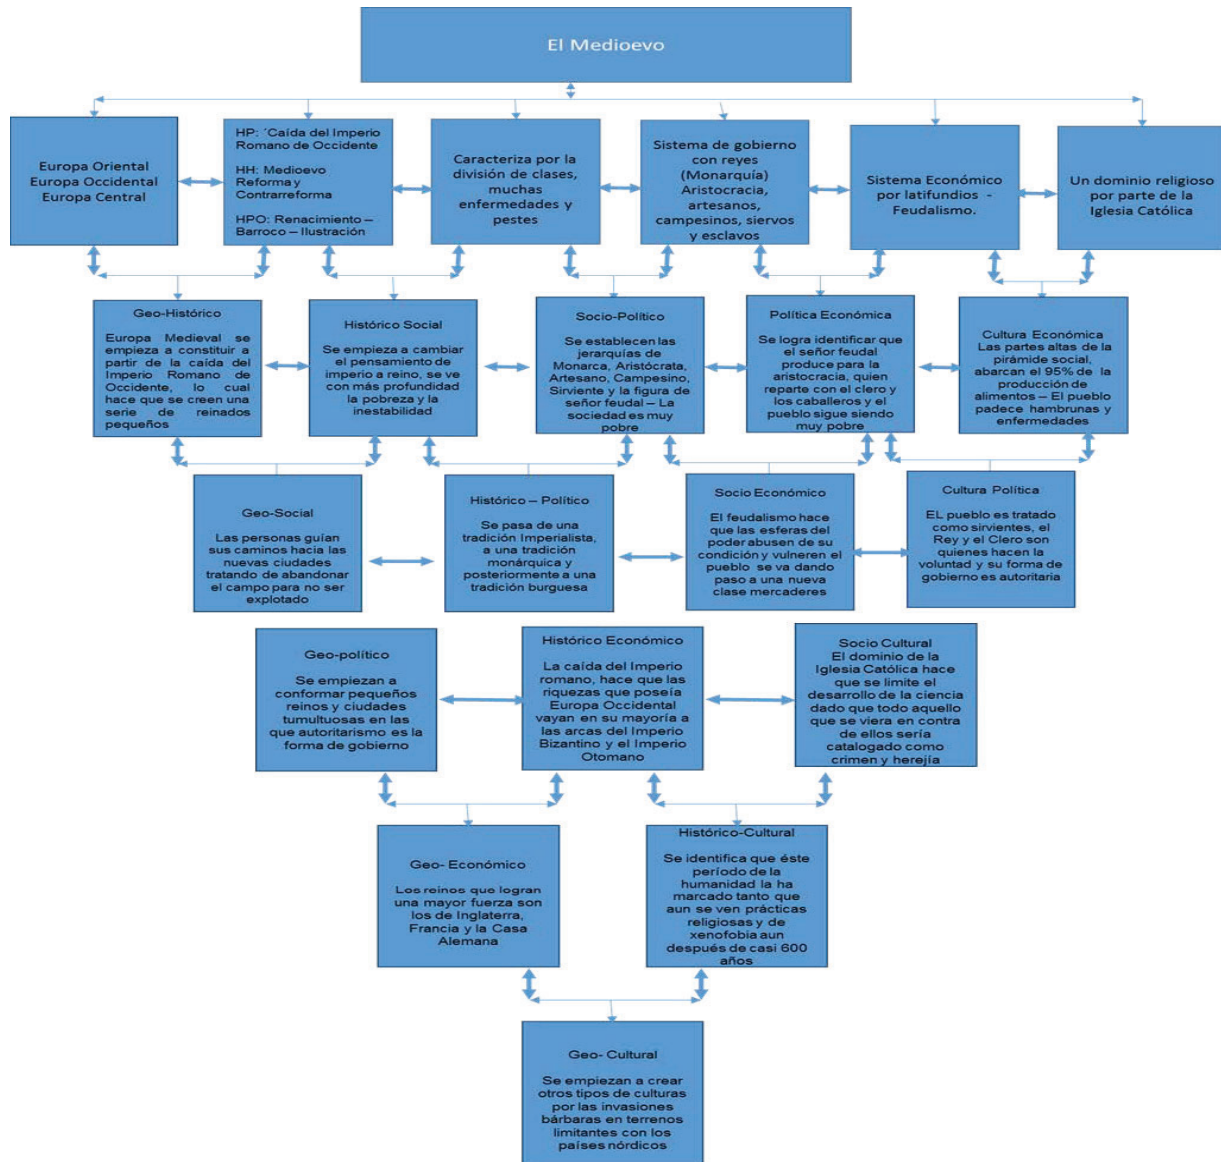 El Medioevo
Europa Oriental
Europa Occidental
Europa Central
HP: ´Caída del Imperio
Romano de Occidente
HH: Medioevo
Reforma y
Contrarreforma
HPO: Renacimiento –
Barroco – Ilustración
Caracteriza por la
división de clases,
muchas
enfermedades y
pestes
Sistema de gobierno
con reyes
(Monarquía)
Aristocracia,
artesanos,
campesinos, siervos
y esclavos
Sistema Económico
por latifundios -
Feudalismo.
Un dominio religioso
por parte de la
Iglesia Católica
Geo-Histórico
Europa Medieval se
empieza a constituir a
partir de la caída del
Imperio Romano de
Occidente, lo cual
hace que se creen una
serie de reinados
pequeños
Histórico Social
Se empieza a cambiar
el pensamiento de
imperio a reino, se ve
con más profundidad
la pobreza y la
inestabilidad
Socio-Político
Se establecen las
jerarquías de
Monarca, Aristócrata,
Artesano, Campesino,
Sirviente y la figura de
señor feudal – La
sociedad es muy
pobre
Política Económica
Se logra identificar que
el señor feudal
produce para la
aristocracia, quien
reparte con el clero y
los caballeros y el
pueblo sigue siendo
muy pobre
Cultura Económica
Las partes altas de la
pirámide social,
abarcan el 95% de la
producción de
alimentos – El pueblo
padece hambrunas y
enfermedades
Geo-Social
Las personas guían
sus caminos hacia las
nuevas ciudades
tratando de abandonar
el campo para no ser
explotado
Histórico – Político
Se pasa de una
tradición Imperialista,
a una tradición
monárquica y
posteriormente a una
tradición burguesa
Socio Económico
El feudalismo hace
que las esferas del
poder abusen de su
condición y vulneren el
pueblo se va dando
paso a una nueva
clase mercaderes
Cultura Política
EL pueblo es tratado
como sirvientes, el
Rey y el Clero son
quienes hacen la
voluntad y su forma de
gobierno es autoritaria
Geo-político
Se empiezan a
conformar pequeños
reinos y ciudades
tumultuosas en las
que autoritarismo es la
forma de gobierno
Histórico Económico
La caída del Imperio
romano, hace que las
riquezas que poseía
Europa Occidental
vayan en su mayoría a
las arcas del Imperio
Bizantino y el Imperio
Otomano
Socio Cultural
El dominio de la
Iglesia Católica hace
que se limite el
desarrollo de la ciencia
dado que todo aquello
que se viera en contra
de ellos sería
catalogado como
crimen y herejía
Geo- Económico
Los reinos que logran
una mayor fuerza son
los de Inglaterra,
Francia y la Casa
Alemana
Histórico-Cultural
Se identifica que éste
período de la
humanidad la ha
marcado tanto que
aun se ven prácticas
religiosas y de
xenofobia aun
después de casi 600
años
Geo- Cultural
Se empiezan a crear
otros tipos de culturas
por las invasiones
bárbaras en terrenos
limitantes con los
países nórdicos